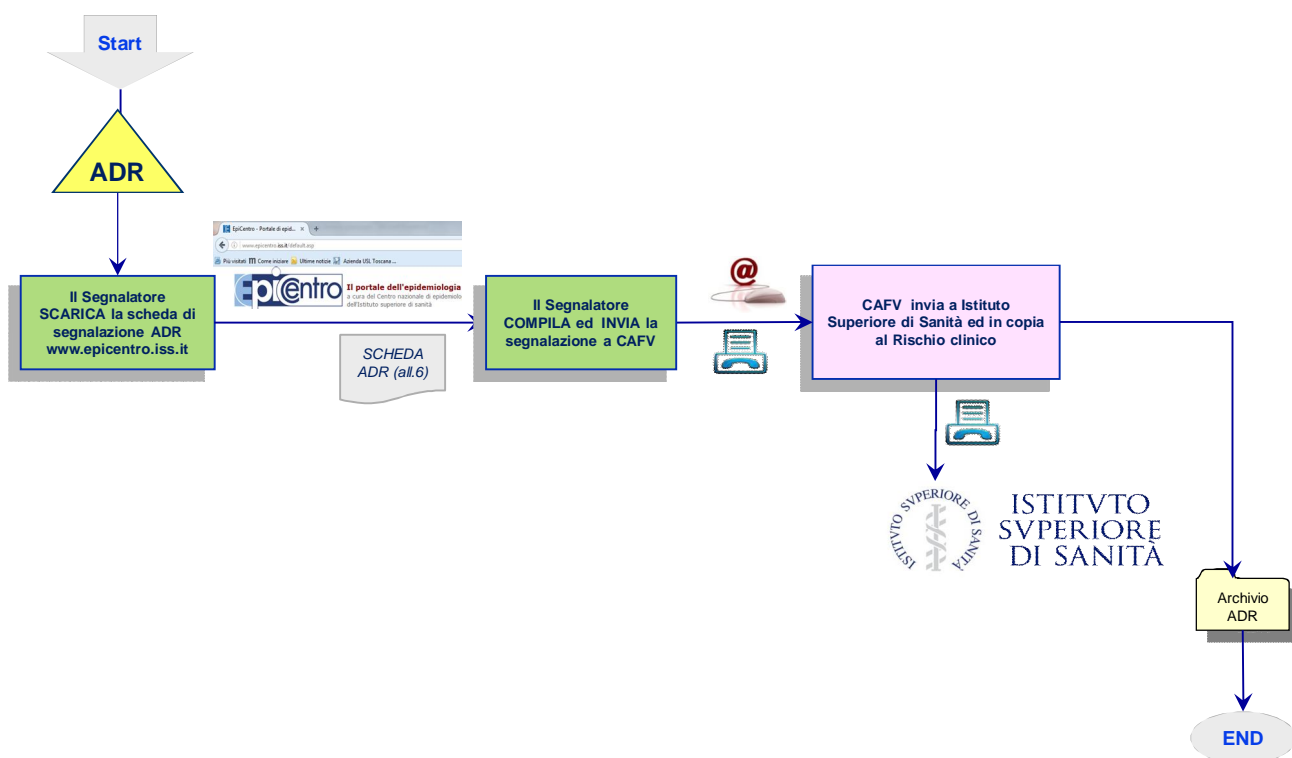 Start
ADR
EpiCentro - Portale di epid... × +
www.epicentro.iss.it/default.asp
Più visitati Come iniziare Ultime notizie Azienda USL Toscana ...
EpiCentro
Il portale dell'epidemiologia
a cura del Centro nazionale di epidemiolo
dell'Istituto superiore di sanità
Il Segnalatore
SCARICA la scheda di
segnalazione ADR
www.epicentro.iss.it
SCHEDA
ADR (all.6)
Il Segnalatore
COMPILA ed INVIA la
segnalazione a CAFV
@
CAFV invia a Istituto
Superiore di Sanità ed in copia
al Rischio clinico
ISTITVTO SVPERIORE DI SANITÀ
ISTITVTO
SVPERIORE
DI SANITÀ
Archivio
ADR
END